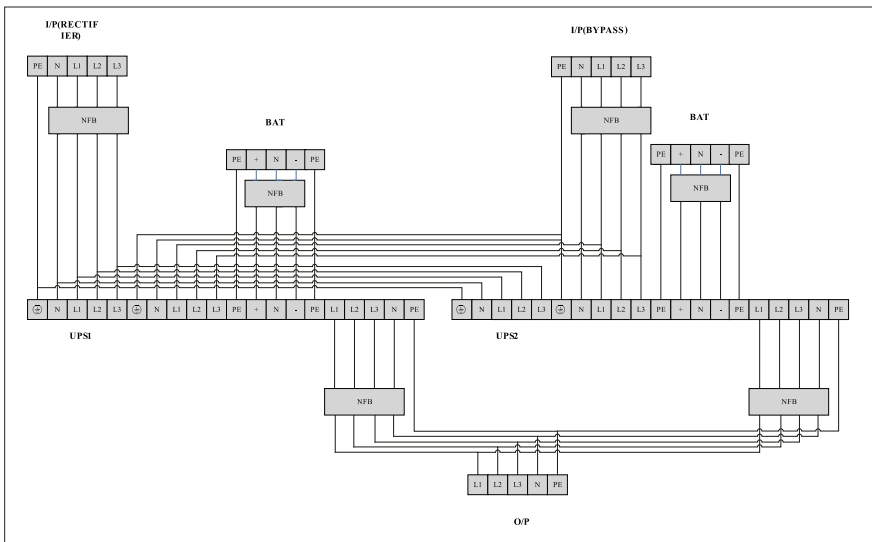 I/P(RECTIF
IER)
I/P(BYPASS)
PE N L1 L2 L3
PE N L1 L2 L3
NFB
NFB
BAT
BAT
PE + N - PE
PE + N - PE
NFB
NFB
N L1 L2 L3 N L1 L2 L3 PE + N - PE L1 L2 L3 N PE
N L1 L2 L3 N L1 L2 L3 PE + N - PE L1 L2 L3 N PE
UPS1
UPS2
NFB
NFB
L1 L2 L3 N PE
O/P